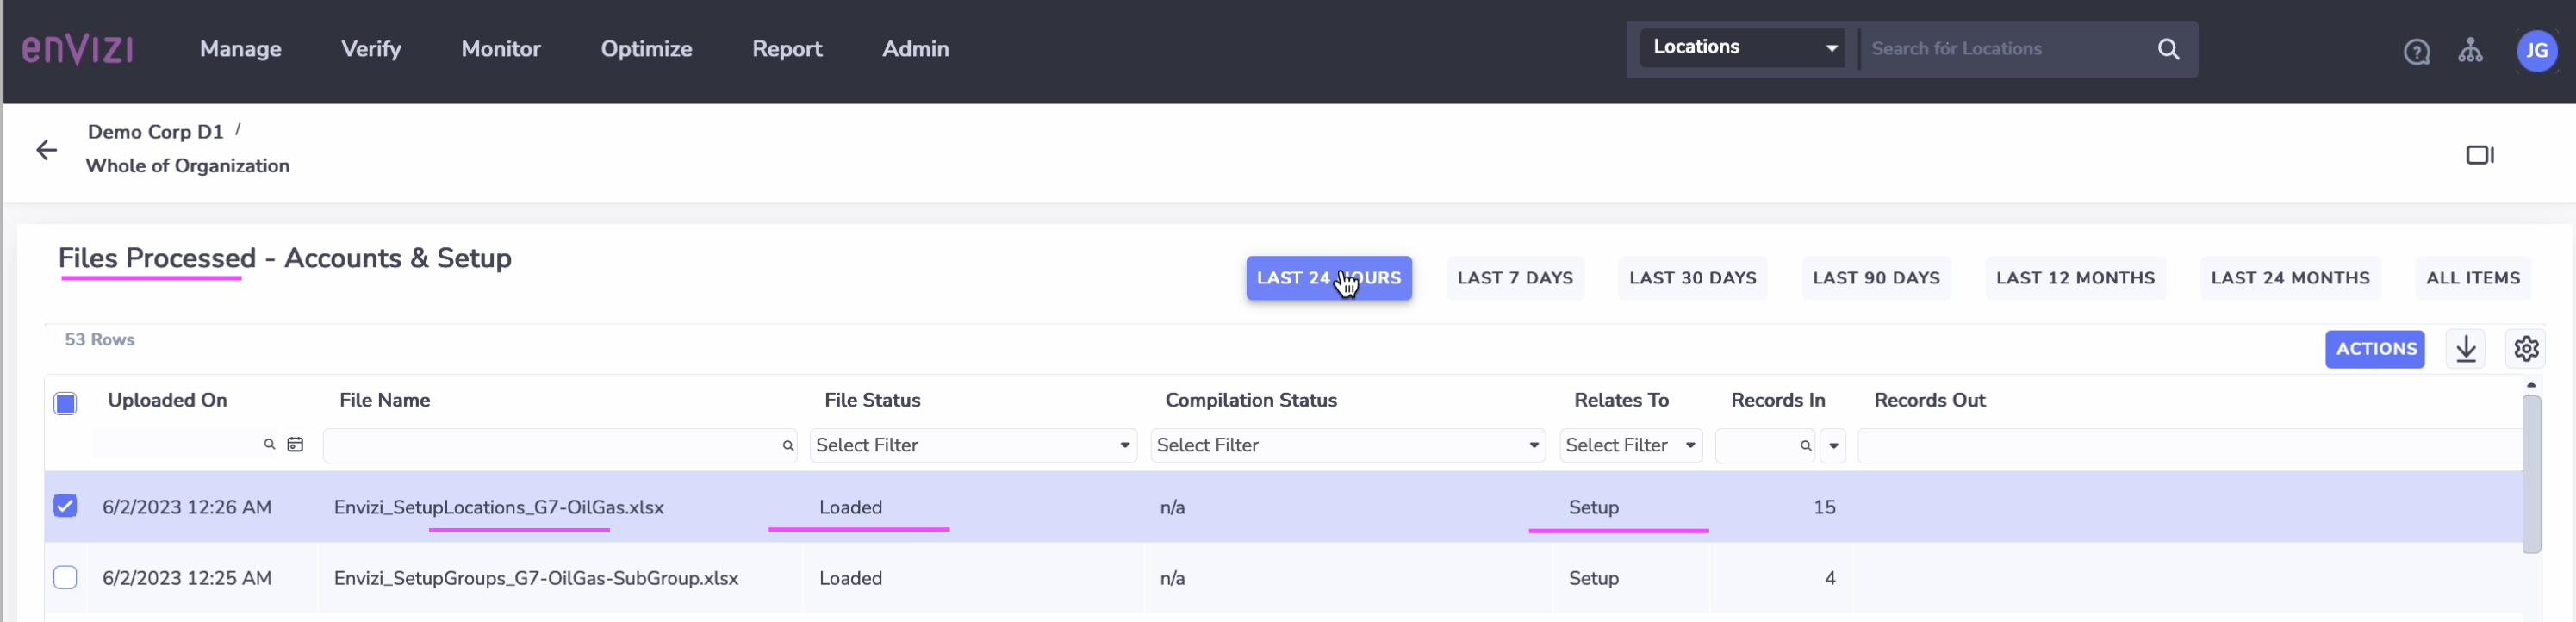 enVIZI Manage Verify Monitor Optimize Report Admin Locations Search for Locations JG
Demo Corp D1 /
Whole of Organization
Files Processed - Accounts & Setup
LAST 24 HOURS LAST 7 DAYS LAST 30 DAYS LAST 90 DAYS LAST 12 MONTHS LAST 24 MONTHS ALL ITEMS
53 Rows
ACTIONS
Uploaded On File Name File Status Compilation Status Relates To Records In Records Out
Select Filter Select Filter Select Filter
6/2/2023 12:26 AM Envizi_SetupLocations_G7-OilGas.xlsx Loaded n/a Setup 15
6/2/2023 12:25 AM Envizi_SetupGroups_G7-OilGas-SubGroup.xlsx Loaded n/a Setup 4